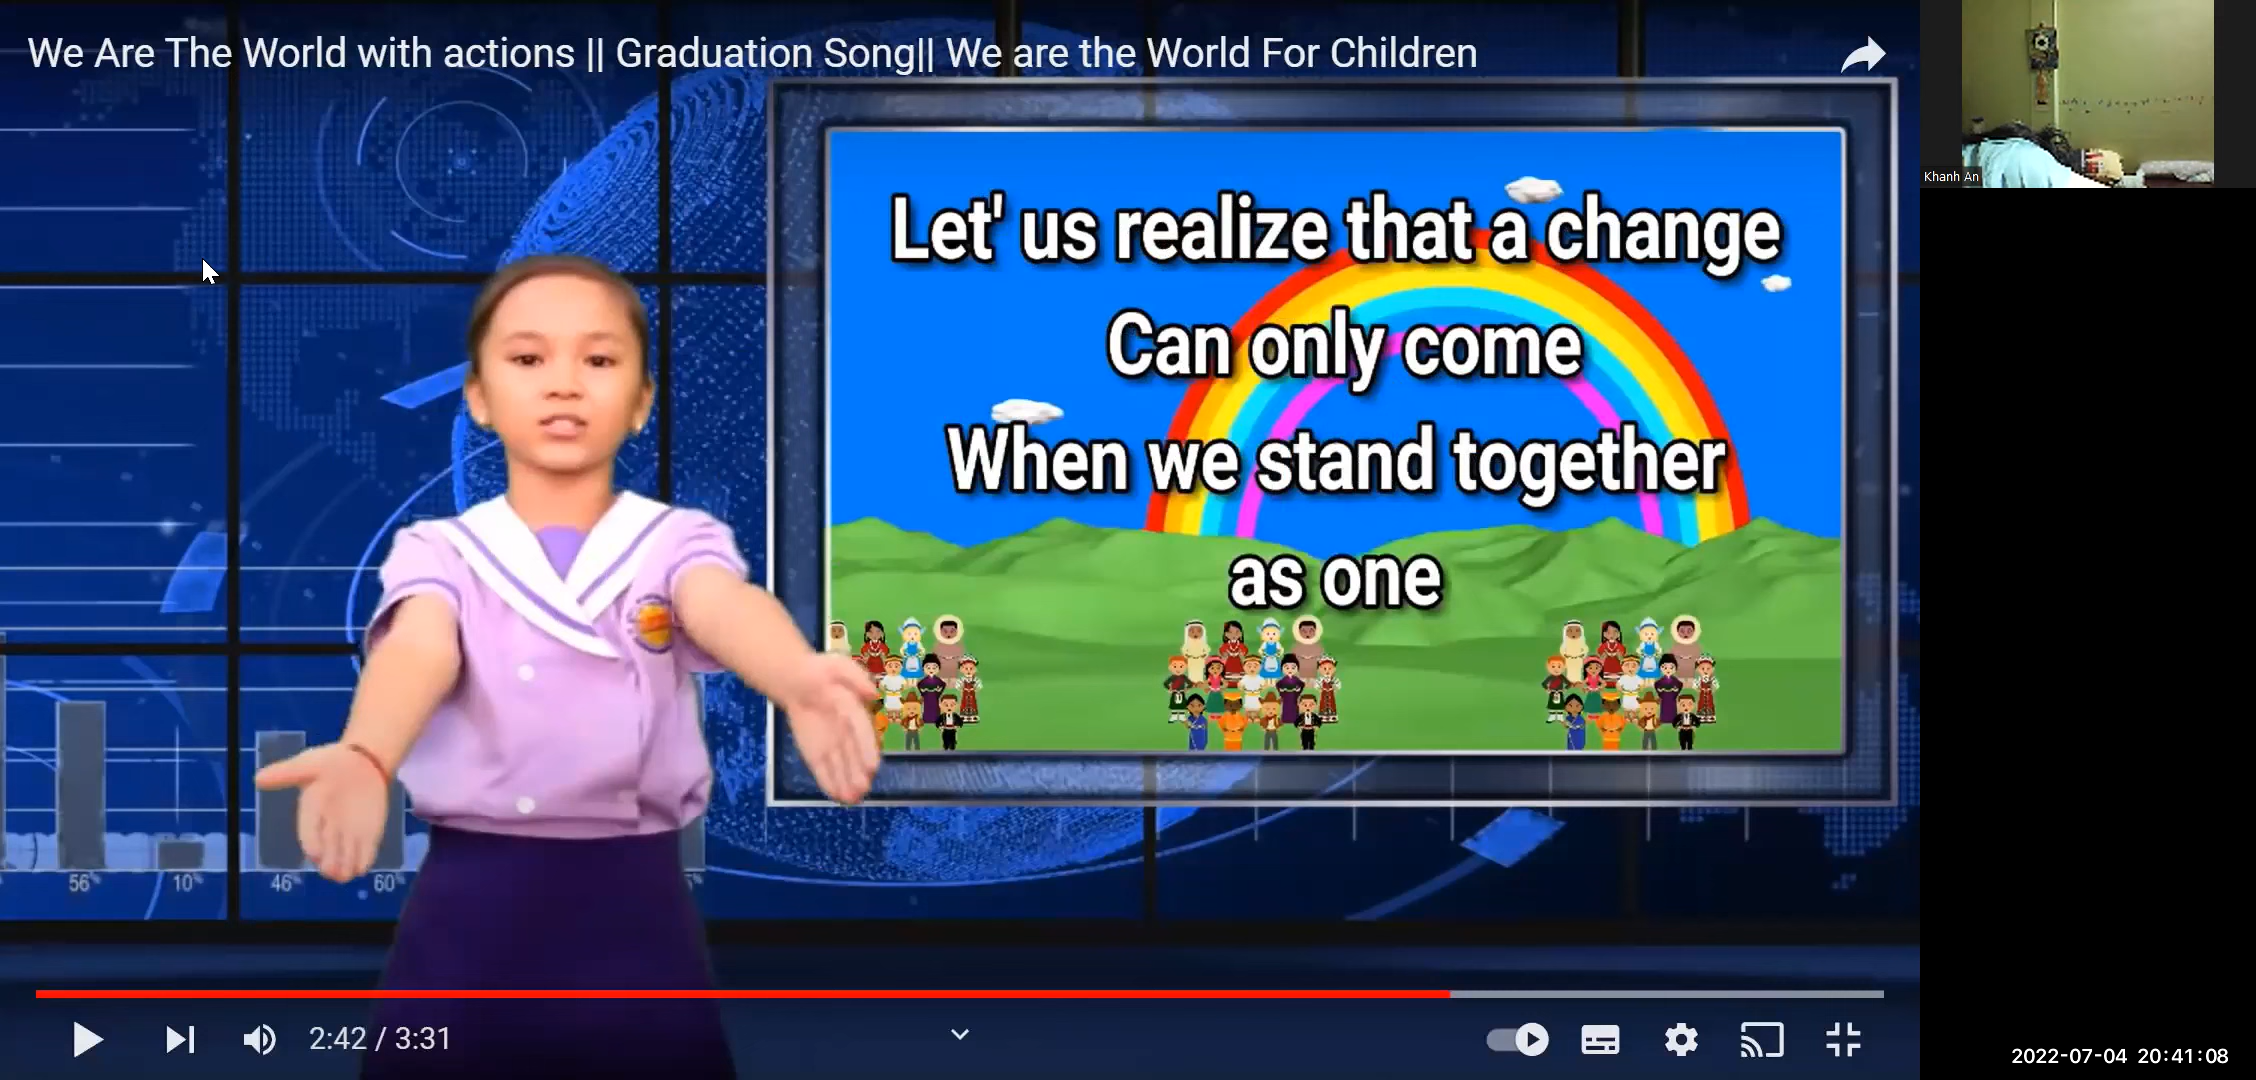 We Are The World with actions || Graduation Song|| We are the World For Children
Let' us realize that a change
Can only come
When we stand together
as one
Khanh An
56%
10%
46%
60%
2:42 / 3:31
2022-07-04 20:41:08